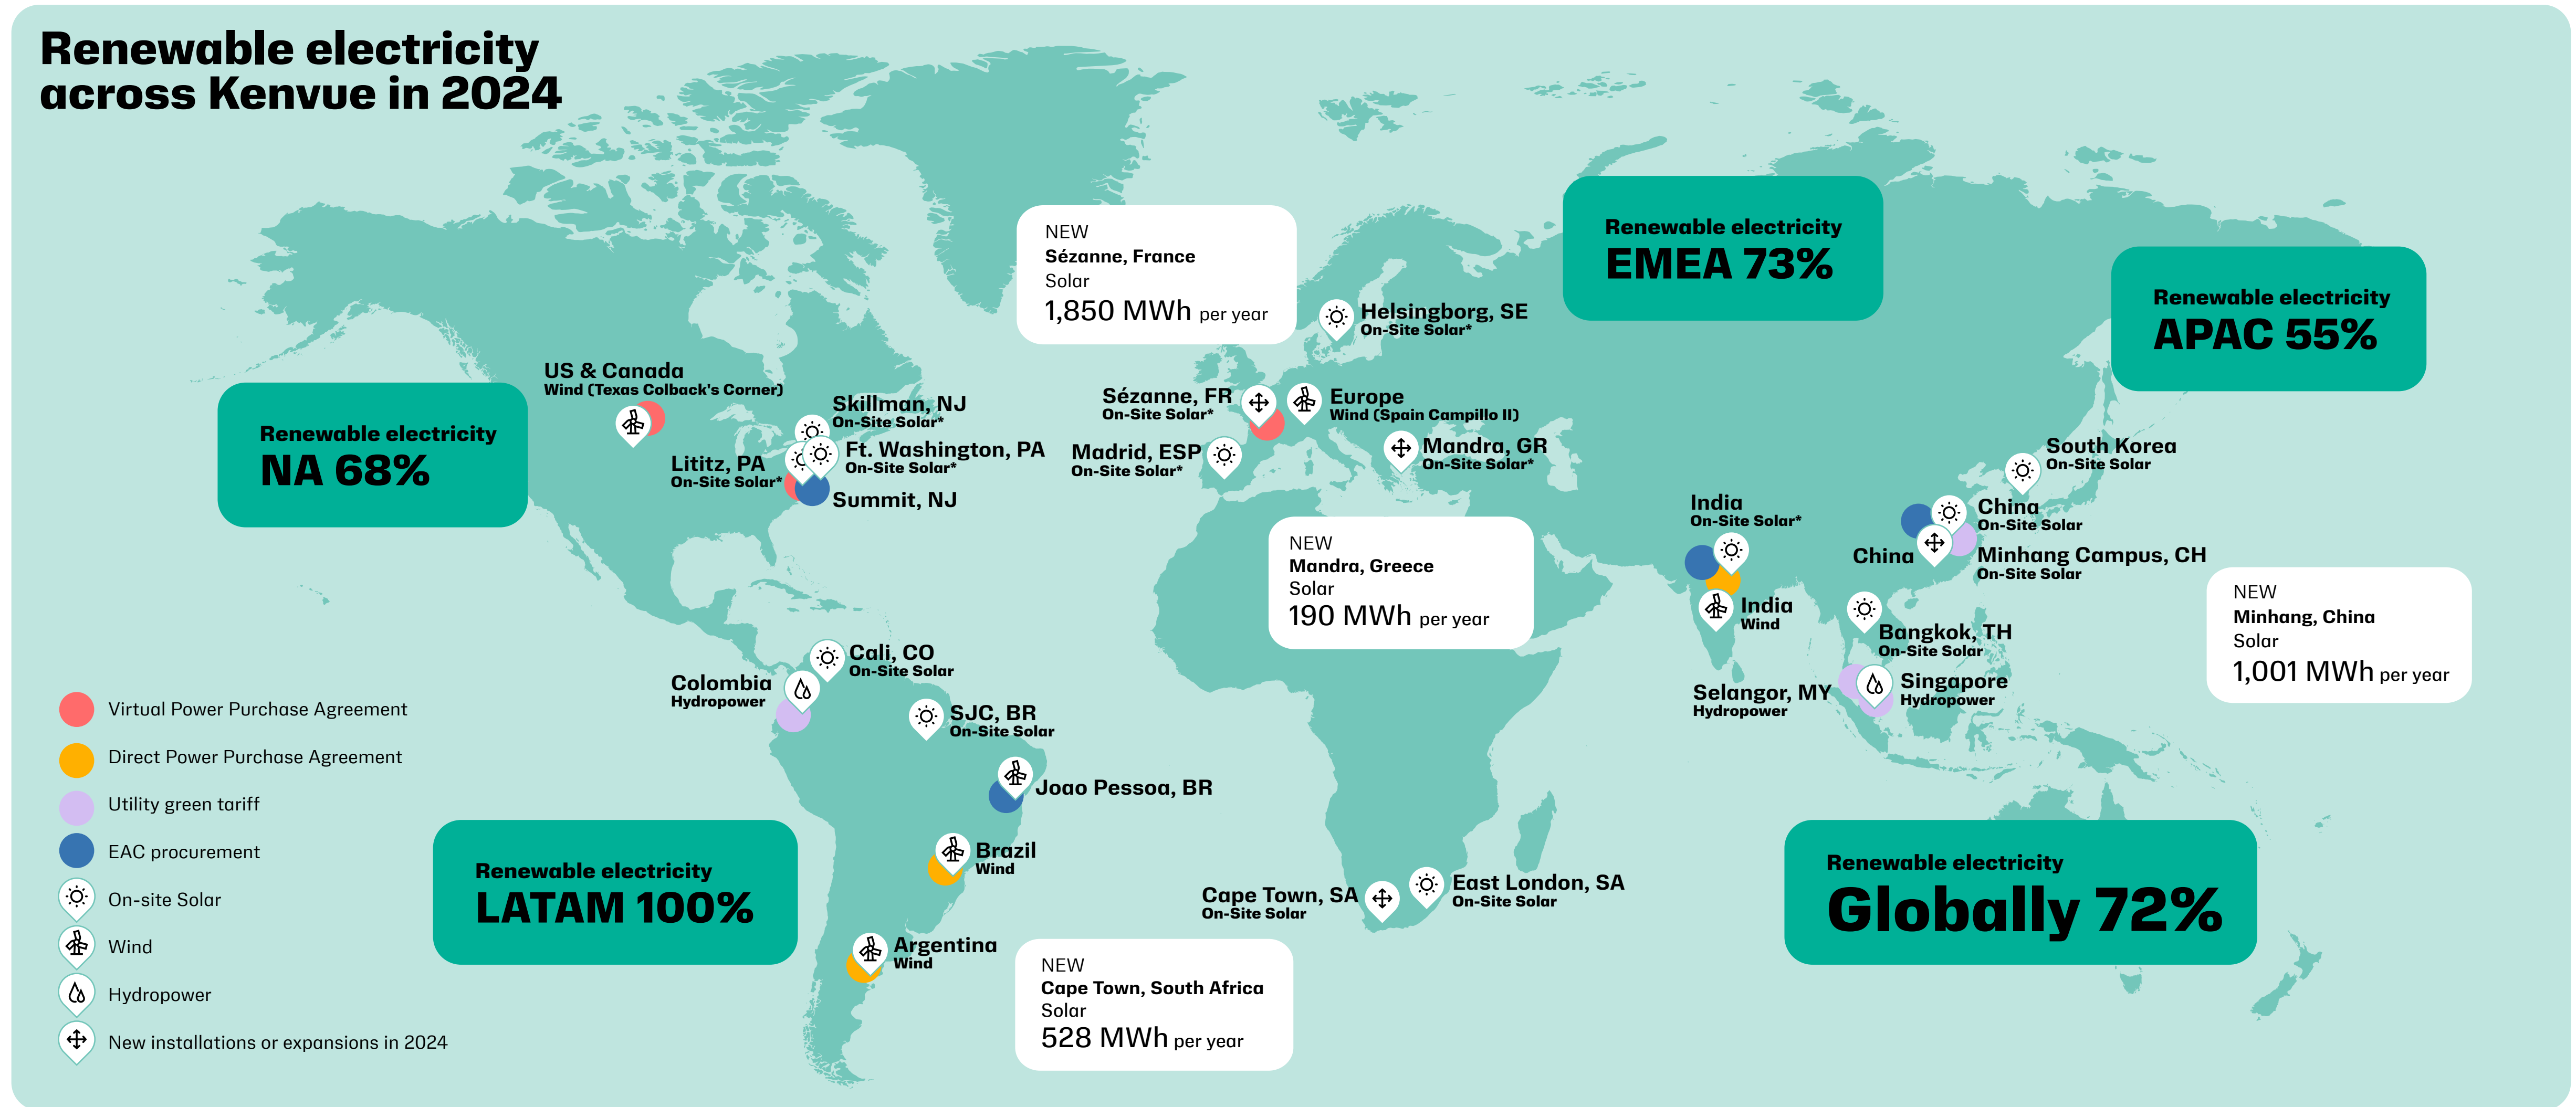 Renewable electricity
across Kenvue in 2024
NEW
Sézanne, France
Solar
1,850 MWh per year
Renewable electricity
EMEA 73%
Renewable electricity
APAC 55%
Renewable electricity
NA 68%
US & Canada
Wind (Texas Colback's Corner)
Skillman, NJ
On-Site Solar*
Ft. Washington, PA
On-Site Solar*
Lititz, PA
On-Site Solar*
Summit, NJ
Helsingborg, SE
On-Site Solar*
Sézanne, FR
On-Site Solar*
Europe
Wind (Spain Campillo II)
Madrid, ESP
On-Site Solar*
Mandra, GR
On-Site Solar*
NEW
Mandra, Greece
Solar
190 MWh per year
India
On-Site Solar*
India
Wind
South Korea
On-Site Solar
China
On-Site Solar
China
Minhang Campus, CH
On-Site Solar
NEW
Minhang, China
Solar
1,001 MWh per year
Bangkok, TH
On-Site Solar
Selangor, MY
Hydropower
Singapore
Hydropower
Cali, CO
On-Site Solar
Colombia
Hydropower
SJC, BR
On-Site Solar
Joao Pessoa, BR
Brazil
Wind
Argentina
Wind
Cape Town, SA
On-Site Solar
East London, SA
On-Site Solar
NEW
Cape Town, South Africa
Solar
528 MWh per year
Renewable electricity
LATAM 100%
Renewable electricity
Globally 72%
Virtual Power Purchase Agreement
Direct Power Purchase Agreement
Utility green tariff
EAC procurement
On-site Solar
Wind
Hydropower
New installations or expansions in 2024